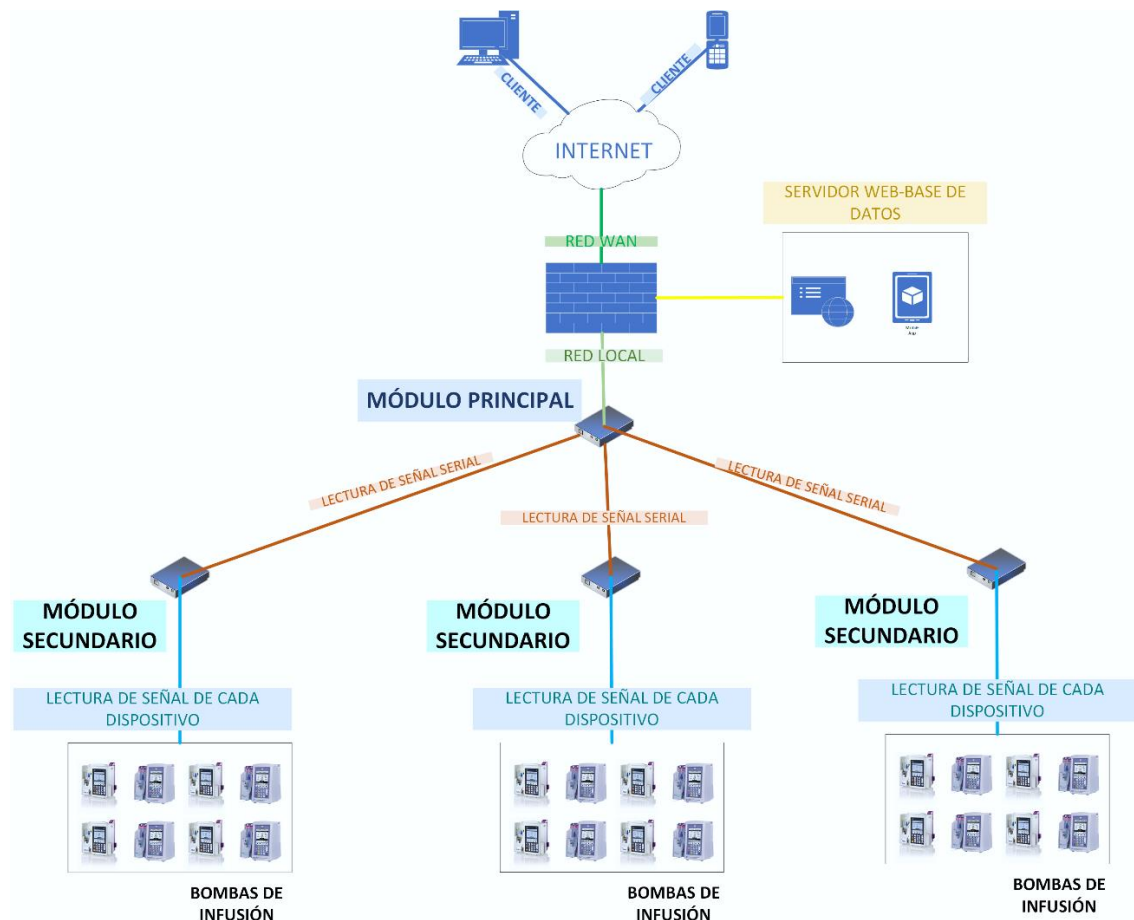 CLIENTE
CLIENTE
INTERNET
SERVIDOR WEB-BASE DE
DATOS
RED WAN
RED LOCAL
MÓDULO PRINCIPAL
LECTURA DE SEÑAL SERIAL
LECTURA DE SEÑAL SERIAL
LECTURA DE SEÑAL SERIAL
MÓDULO
SECUNDARIO
MÓDULO
SECUNDARIO
MÓDULO
SECUNDARIO
LECTURA DE SEÑAL DE CADA
DISPOSITIVO
LECTURA DE SEÑAL DE CADA
DISPOSITIVO
LECTURA DE SEÑAL DE CADA
DISPOSITIVO
BOMBAS DE
INFUSIÓN
BOMBAS DE
INFUSIÓN
BOMBAS DE
INFUSIÓN